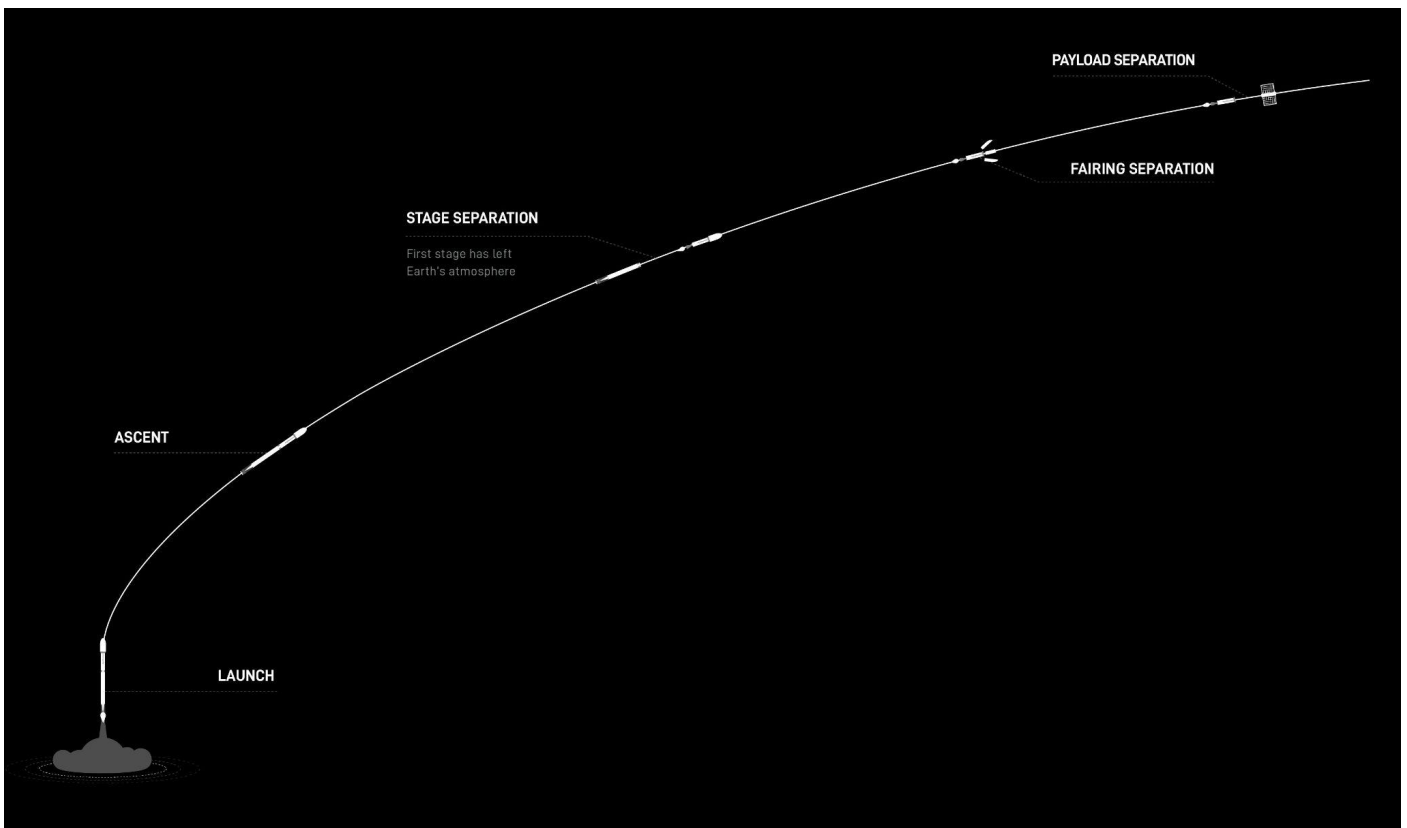 PAYLOAD SEPARATION
FAIRING SEPARATION
STAGE SEPARATION
First stage has left
Earth's atmosphere
ASCENT
LAUNCH